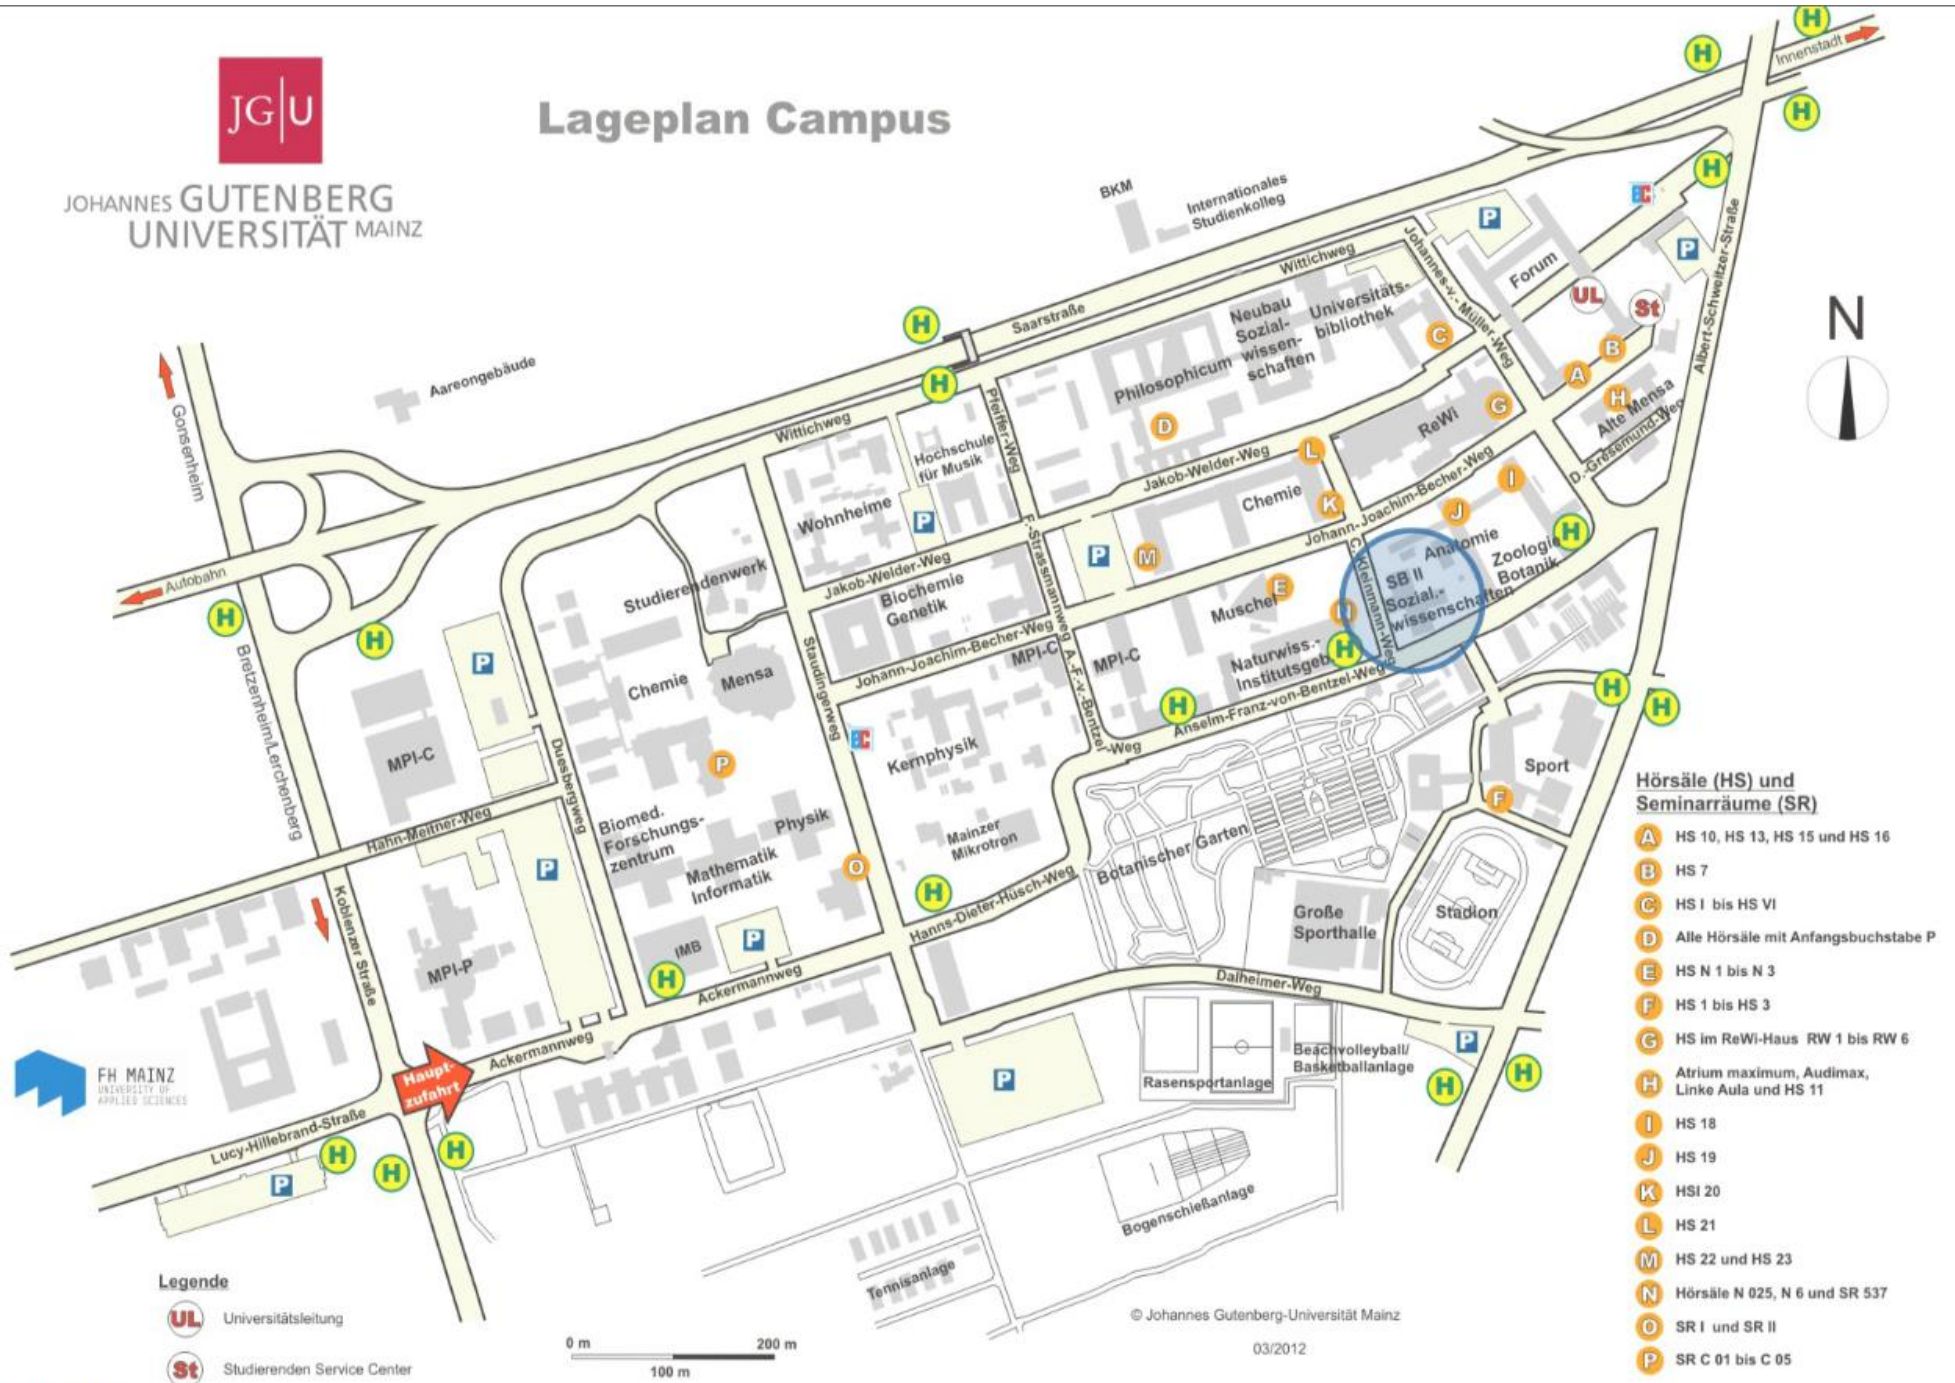 JG|U
JOHANNES GUTENBERG
UNIVERSITÄT MAINZ
Lageplan Campus
Innenstadt
H
H
H
H
EC
P
P
BKM
Internationales
Studienkolleg
Wittichweg
Johannes-v.-Müller-Weg
Forum
UL
St
Albert-Schweitzer-Straße
N
H
Saarstraße
Neubau
Sozial-
wissen-
schaften
Universitäts-
bibliothek
C
B
A
H
Alte Mensa
D.-Gresemund-Weg
Philosophicum
D
ReWi
G
Aareongebäude
Gonsenheim
H
Wittichweg
Pfeiffer-Weg
Hochschule
für Musik
P
Wohnheime
Jakob-Welder-Weg
L
Chemie
K
Johann-Joachim-Becher-Weg
I
J
H
Anatomie
Zoologie
Botanik
SB II
Sozial.-
wissenschaften
Kleinmann-Weg
P
M
E
Muschel
Naturwiss.-
H
Anselm-Franz-von-Bentzel-Weg
H
F.-Strassmannweg
A.-F.-v.-Bentzel-Weg
Autobahn
H
H
Bretzenheim/Lerchenberg
Studierendenwerk
Jakob-Welder-Weg
Biochemie
Genetik
Johann-Joachim-Becher-Weg
MPI-C
MPI-C
P
Chemie
Mensa
Staudingerweg
EC
Kernphysik
MPI-C
Duesbergweg
P
Hahn-Meitner-Weg
Biomed.
Forschungs-
zentrum
Physik
Mathematik
Informatik
O
Mainzer
Mikrotron
H
Hanns-Dieter-Hüsch-Weg
Botanischer Garten
H
H
Sport
F
Stadion
Große
Sporthalle
Dalheimer-Weg
P
Koblenzer Straße
MPI-P
IMB
P
H
Ackermannweg
Ackermannweg
Haupt-
zufahrt
FH MAINZ
UNIVERSITY OF
APPLIED SCIENCES
Lucy-Hillebrand-Straße
H
H
H
P
P
Rasensportanlage
Beachvolleyball/
Basketballanlage
P
H
H
Bogenschießanlage
Tennisanlage
Hörsäle (HS) und
Seminarräume (SR)
A HS 10, HS 13, HS 15 und HS 16
B HS 7
C HS I bis HS VI
D Alle Hörsäle mit Anfangsbuchstabe P
E HS N 1 bis N 3
F HS 1 bis HS 3
G HS im ReWi-Haus RW 1 bis RW 6
H Atrium maximum, Audimax,
Linke Aula und HS 11
I HS 18
J HS 19
K HSI 20
L HS 21
M HS 22 und HS 23
N Hörsäle N 025, N 6 und SR 537
O SR I und SR II
P SR C 01 bis C 05
Legende
UL Universitätsleitung
St Studierenden Service Center
0 m 200 m
100 m
© Johannes Gutenberg-Universität Mainz
03/2012